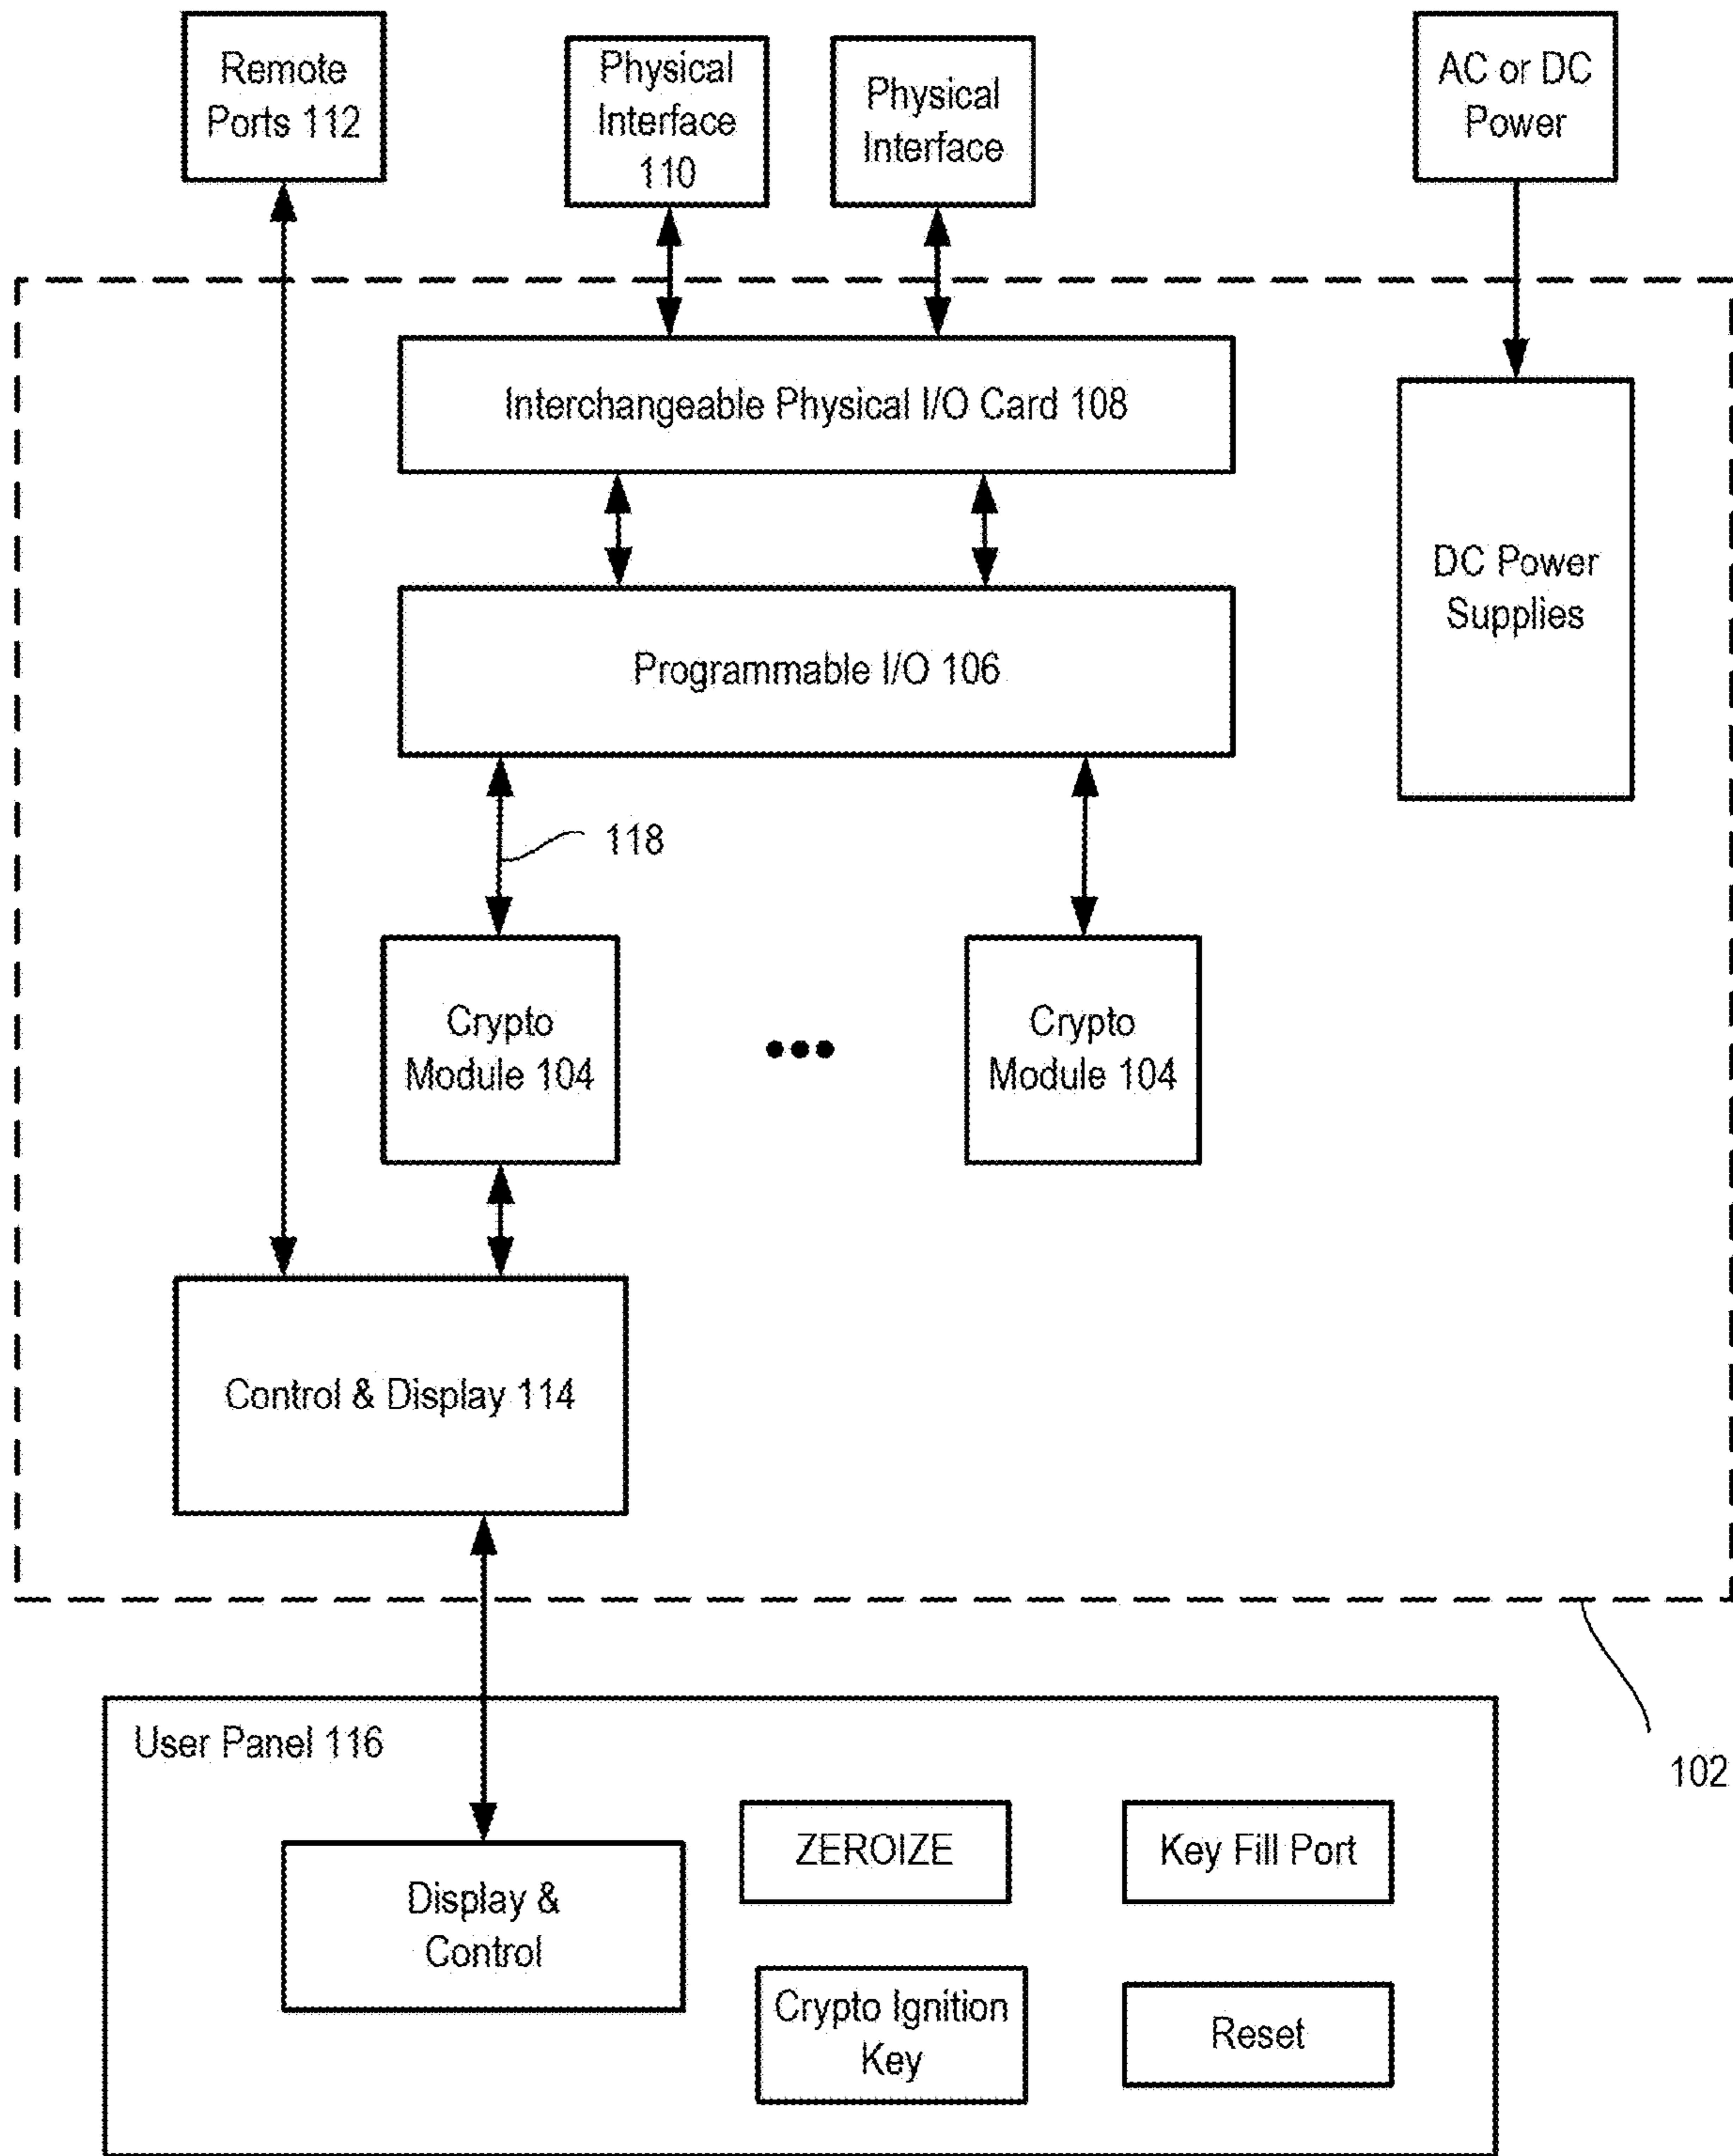 Remote
Ports 112
Physical
Interface
110
Physical
Interface
AC or DC
Power
Interchangeable Physical I/O Card 108
DC Power
Supplies
Programmable I/O 106
118
Crypto
Module 104
Crypto
Module 104
Control & Display 114
102
User Panel 116
ZEROIZE
Key Fill Port
Display &
Control
Crypto Ignition
Key
Reset